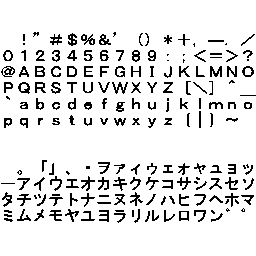 !"#$%&'()*+,-./
0123456789:;<=>?
@ABCDEFGHIJKLMNO
PQRSTUVWXYZ[\]^_
`abcdefghijklmno
pqrstuvwxyz{|}~
。「」、・ヲァィゥェォャュョッ
ーアイウエオカキクケコサシスセソ
タチツテトナニヌネノハヒフヘホマ
ミムメモヤユヨラリルレロワン゛゜